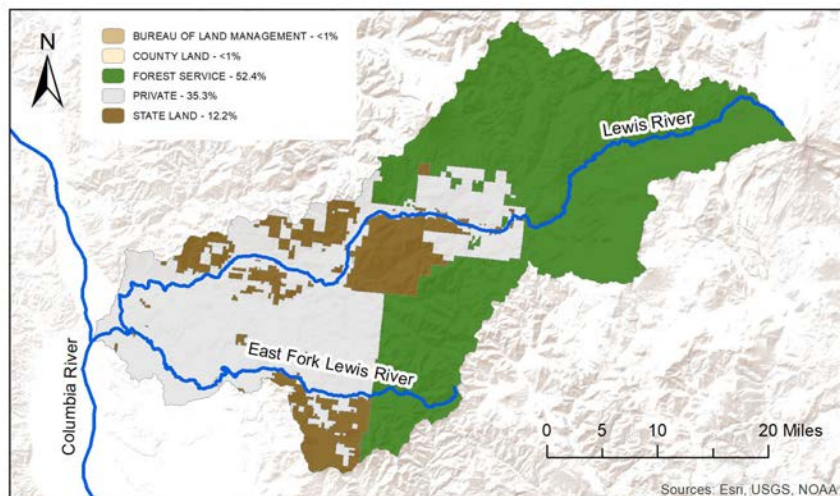 N
BUREAU OF LAND MANAGEMENT - <1%
COUNTY LAND - <1%
FOREST SERVICE - 52.4%
PRIVATE - 35.3%
STATE LAND - 12.2%
Lewis River
East Fork Lewis River
Columbia River
0 5 10 20 Miles
Sources: Esri, USGS, NOAA